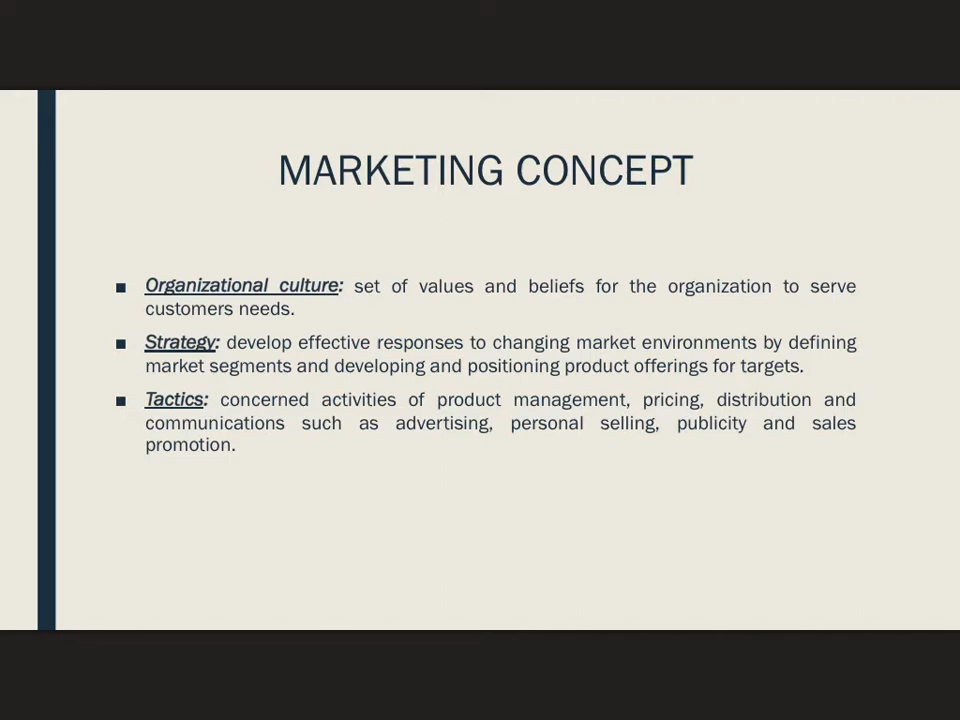 MARKETING CONCEPT
■ Organizational culture: set of values and beliefs for the organization to serve
customers needs.
■ Strategy: develop effective responses to changing market environments by defining
market segments and developing and positioning product offerings for targets.
■ Tactics: concerned activities of product management, pricing, distribution and
communications such as advertising, personal selling, publicity and sales
promotion.